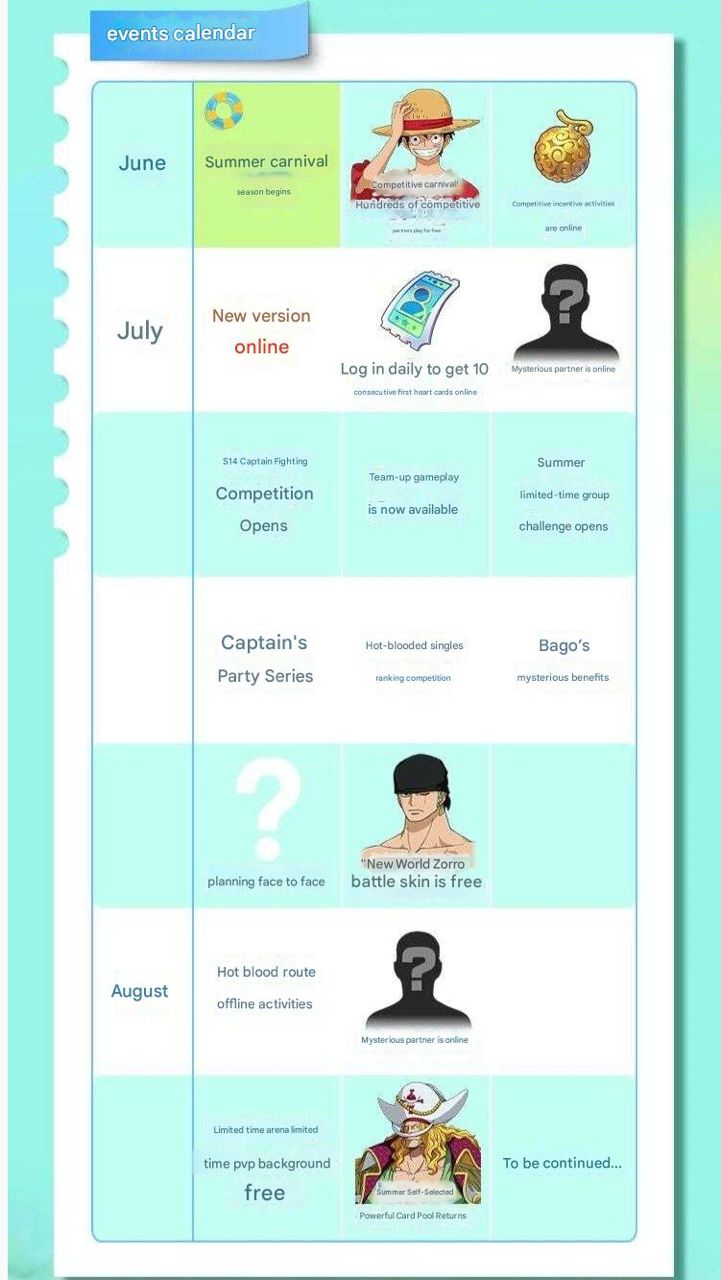 events calendar
June
Summer carnival
season begins
Competitive carnival!
Hundreds of competitive
partners play for free
Competitive incentive activities
are online
July
New version
online
Log in daily to get 10
consecutive first heart cards online
?
Mysterious partner is online
S14 Captain Fighting
Competition
Opens
Team-up gameplay
is now available
Summer
limited-time group
challenge opens
Captain's
Party Series
Hot-blooded singles
ranking competition
Bago’s
mysterious benefits
?
planning face to face
"New World Zorro
battle skin is free
August
Hot blood route
offline activities
?
Mysterious partner is online
Limited time arena limited
time pvp background
free
Summer Self-Selected
Powerful Card Pool Returns
To be continued...